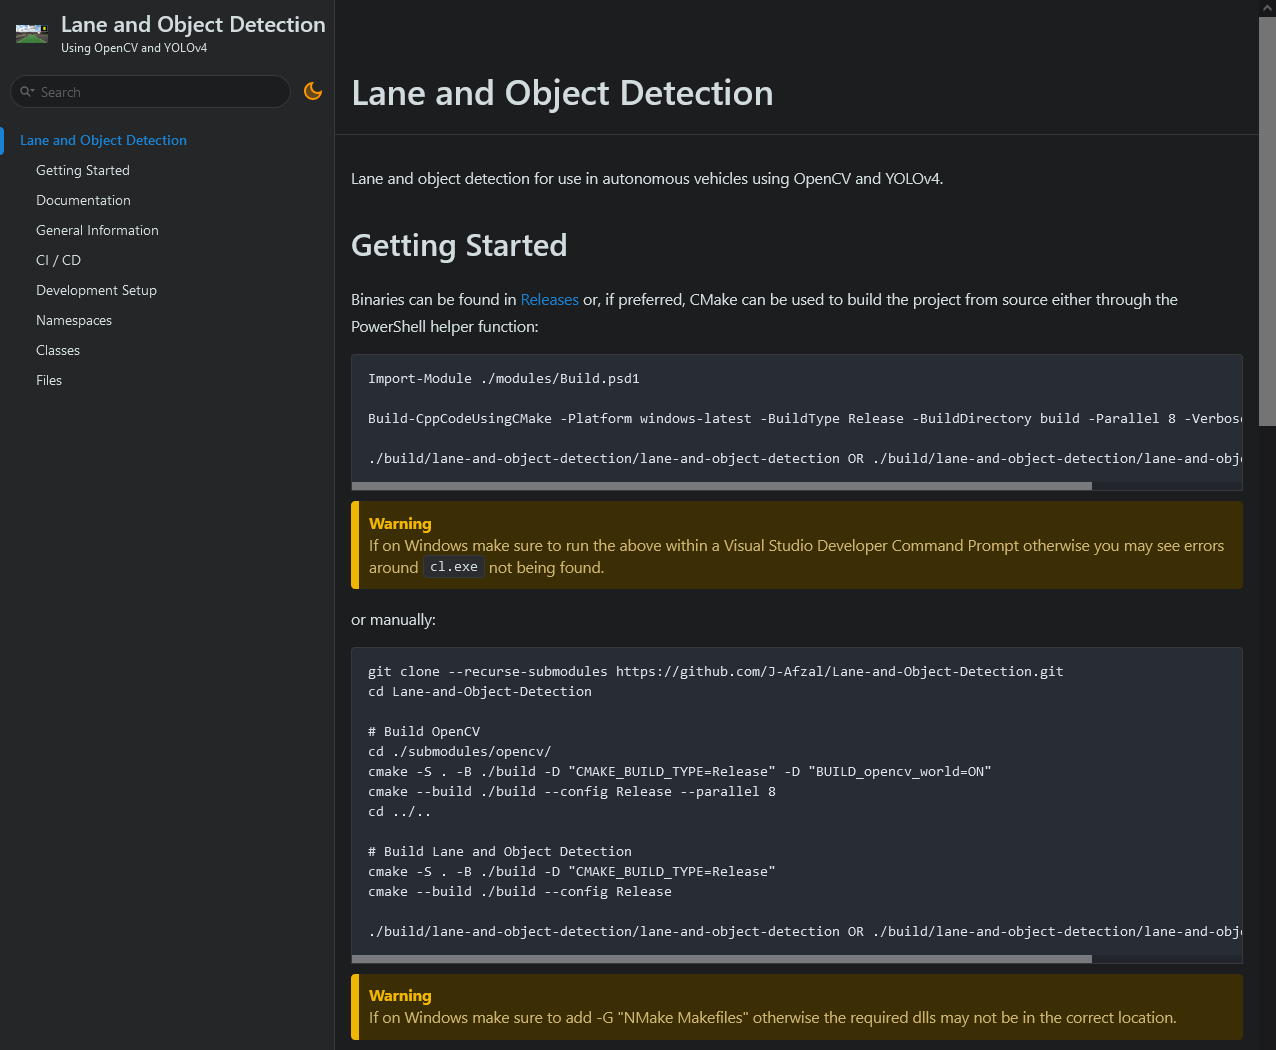 Lane and Object Detection
Using OpenCV and YOLOv4
Search
Lane and Object Detection
Getting Started
Documentation
General Information
CI / CD
Development Setup
Namespaces
Classes
Files
Lane and Object Detection
Lane and object detection for use in autonomous vehicles using OpenCV and YOLOv4.
Getting Started
Binaries can be found in Releases or, if preferred, CMake can be used to build the project from source either through the
PowerShell helper function:
Import-Module ./modules/Build.psd1
Build-CppCodeUsingCMake -Platform windows-latest -BuildType Release -BuildDirectory build -Parallel 8 -Verbose
./build/lane-and-object-detection/lane-and-object-detection OR ./build/lane-and-object-detection/lane-and-obje
Warning
If on Windows make sure to run the above within a Visual Studio Developer Command Prompt otherwise you may see errors
around cl.exe not being found.
or manually:
git clone --recurse-submodules https://github.com/J-Afzal/Lane-and-Object-Detection.git
cd Lane-and-Object-Detection
# Build OpenCV
cd ./submodules/opencv/
cmake -S . -B ./build -D "CMAKE_BUILD_TYPE=Release" -D "BUILD_opencv_world=ON"
cmake --build ./build --config Release --parallel 8
cd ../..
# Build Lane and Object Detection
cmake -S . -B ./build -D "CMAKE_BUILD_TYPE=Release"
cmake --build ./build --config Release
./build/lane-and-object-detection/lane-and-object-detection OR ./build/lane-and-object-detection/lane-and-obje
Warning
If on Windows make sure to add -G "NMake Makefiles" otherwise the required dlls may not be in the correct location.